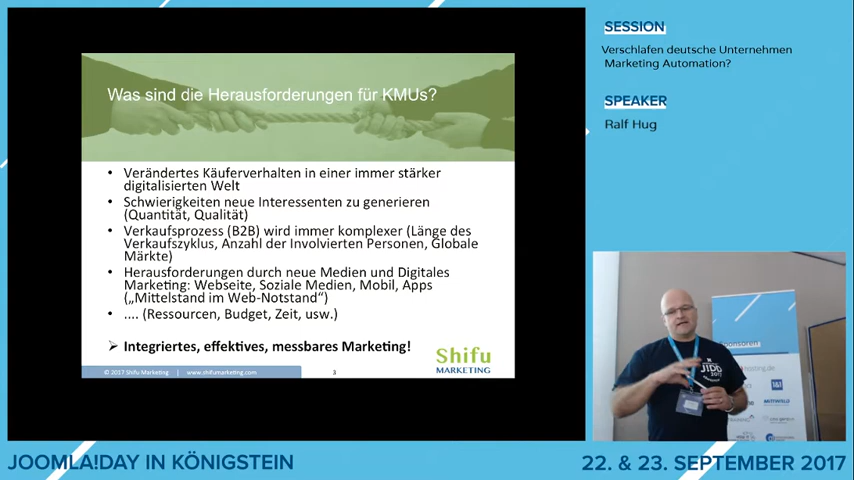 SESSION
Verschlafen deutsche Unternehmen
Marketing Automation?
SPEAKER
Ralf Hug
Was sind die Herausforderungen für KMUs?
• Verändertes Käuferverhalten in einer immer stärker
digitalisierten Welt
• Schwierigkeiten neue Interessenten zu generieren
(Quantität, Qualität)
• Verkaufsprozess (B2B) wird immer komplexer (Länge des
Verkaufszyklus, Anzahl der Involvierten Personen, Globale
Märkte)
• Herausforderungen durch neue Medien und Digitales
Marketing: Webseite, Soziale Medien, Mobil, Apps
(„Mittelstand im Web-Notstand“)
• .... (Ressourcen, Budget, Zeit, usw.)
➢ Integriertes, effektives, messbares Marketing!
Shifu
MARKETING
© 2017 Shifu Marketing | www.shifumarketing.com
3
JOOMLA!DAY IN KÖNIGSTEIN
22. & 23. SEPTEMBER 2017